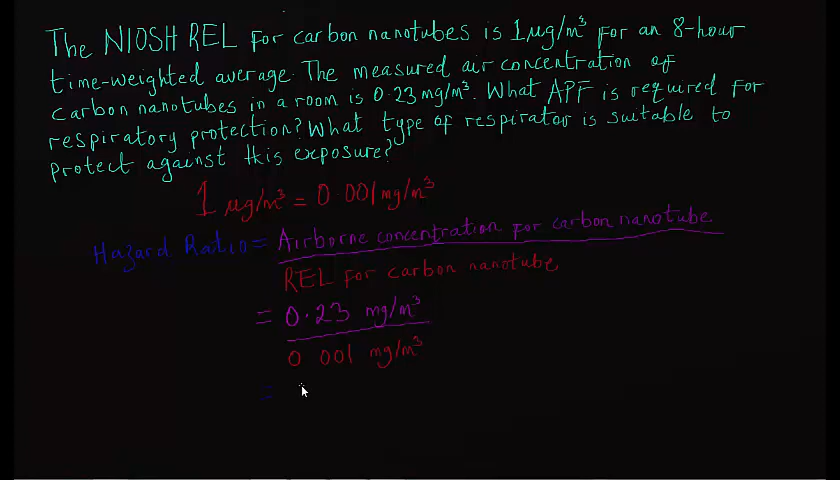 The NIOSH REL for carbon nanotubes is 1 μg/m³ for an 8-hour
time-weighted average. The measured air concentration of
carbon nanotubes in a room is 0.23 mg/m³. What APF is required for
respiratory protection? What type of respirator is suitable to
protect against this exposure?
1 μg/m³ = 0.001 mg/m³
Hazard Ratio = Airborne concentration for carbon nanotube
REL for carbon nanotube
= 0.23 mg/m³
0 001 mg/m³
=